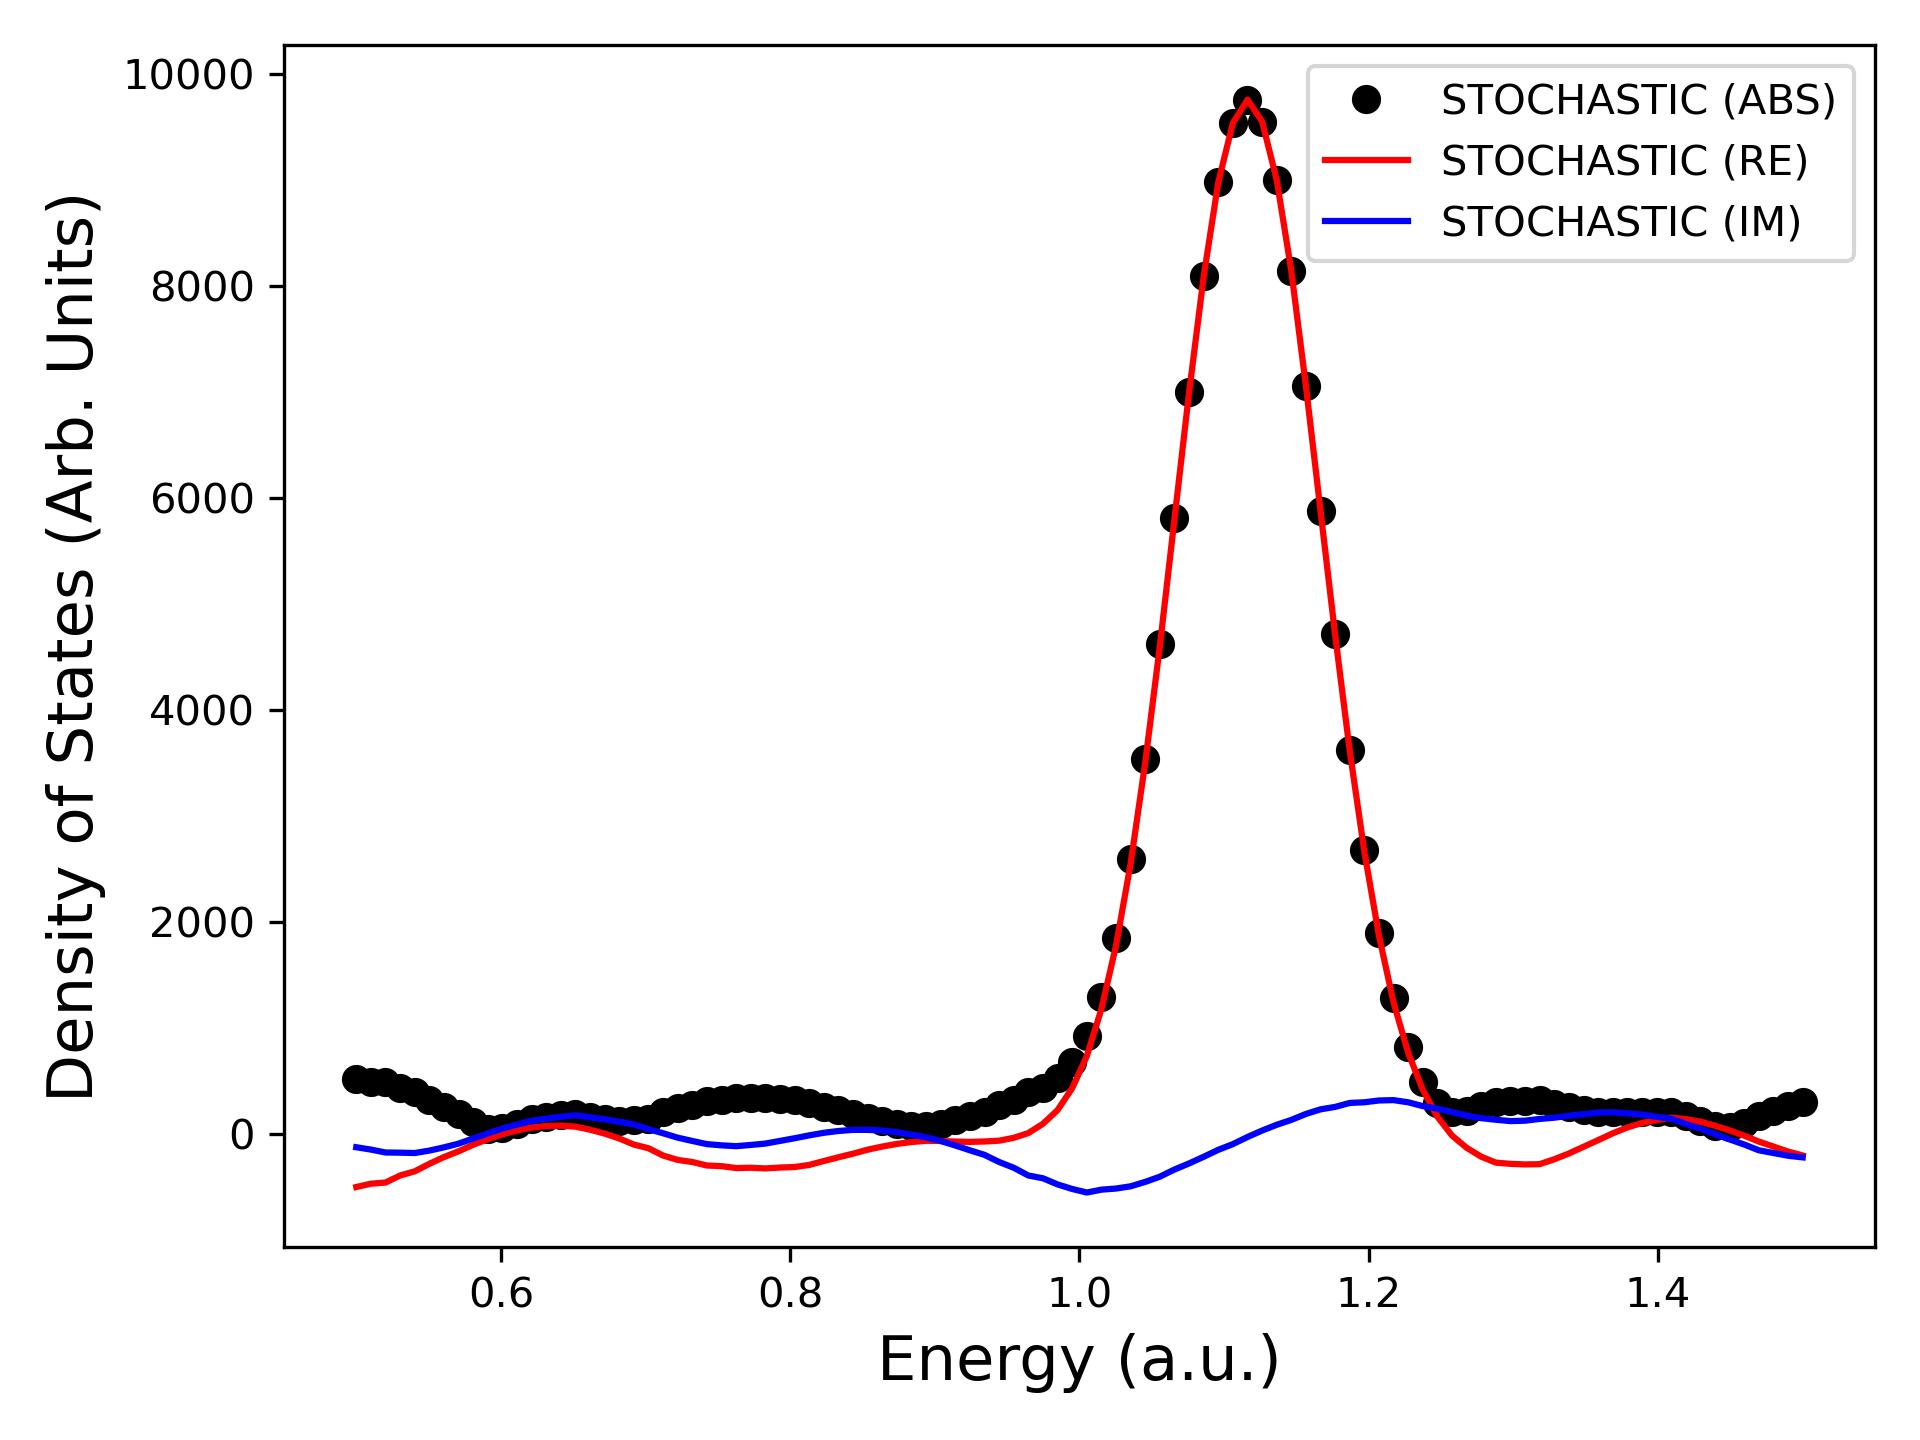 10000
8000
6000
4000
2000
0
Density of States (Arb. Units)
STOCHASTIC (ABS)
STOCHASTIC (RE)
STOCHASTIC (IM)
0.6 0.8 1.0 1.2 1.4
Energy (a.u.)